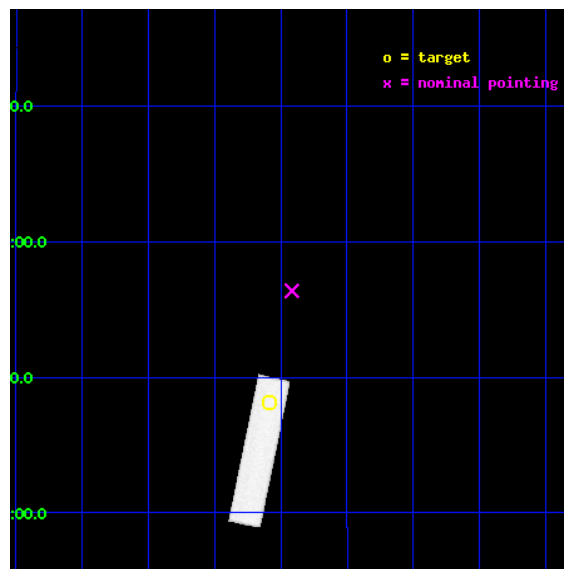 o = target
x = nominal pointing
0.0
:00.0
0.0
:00.0